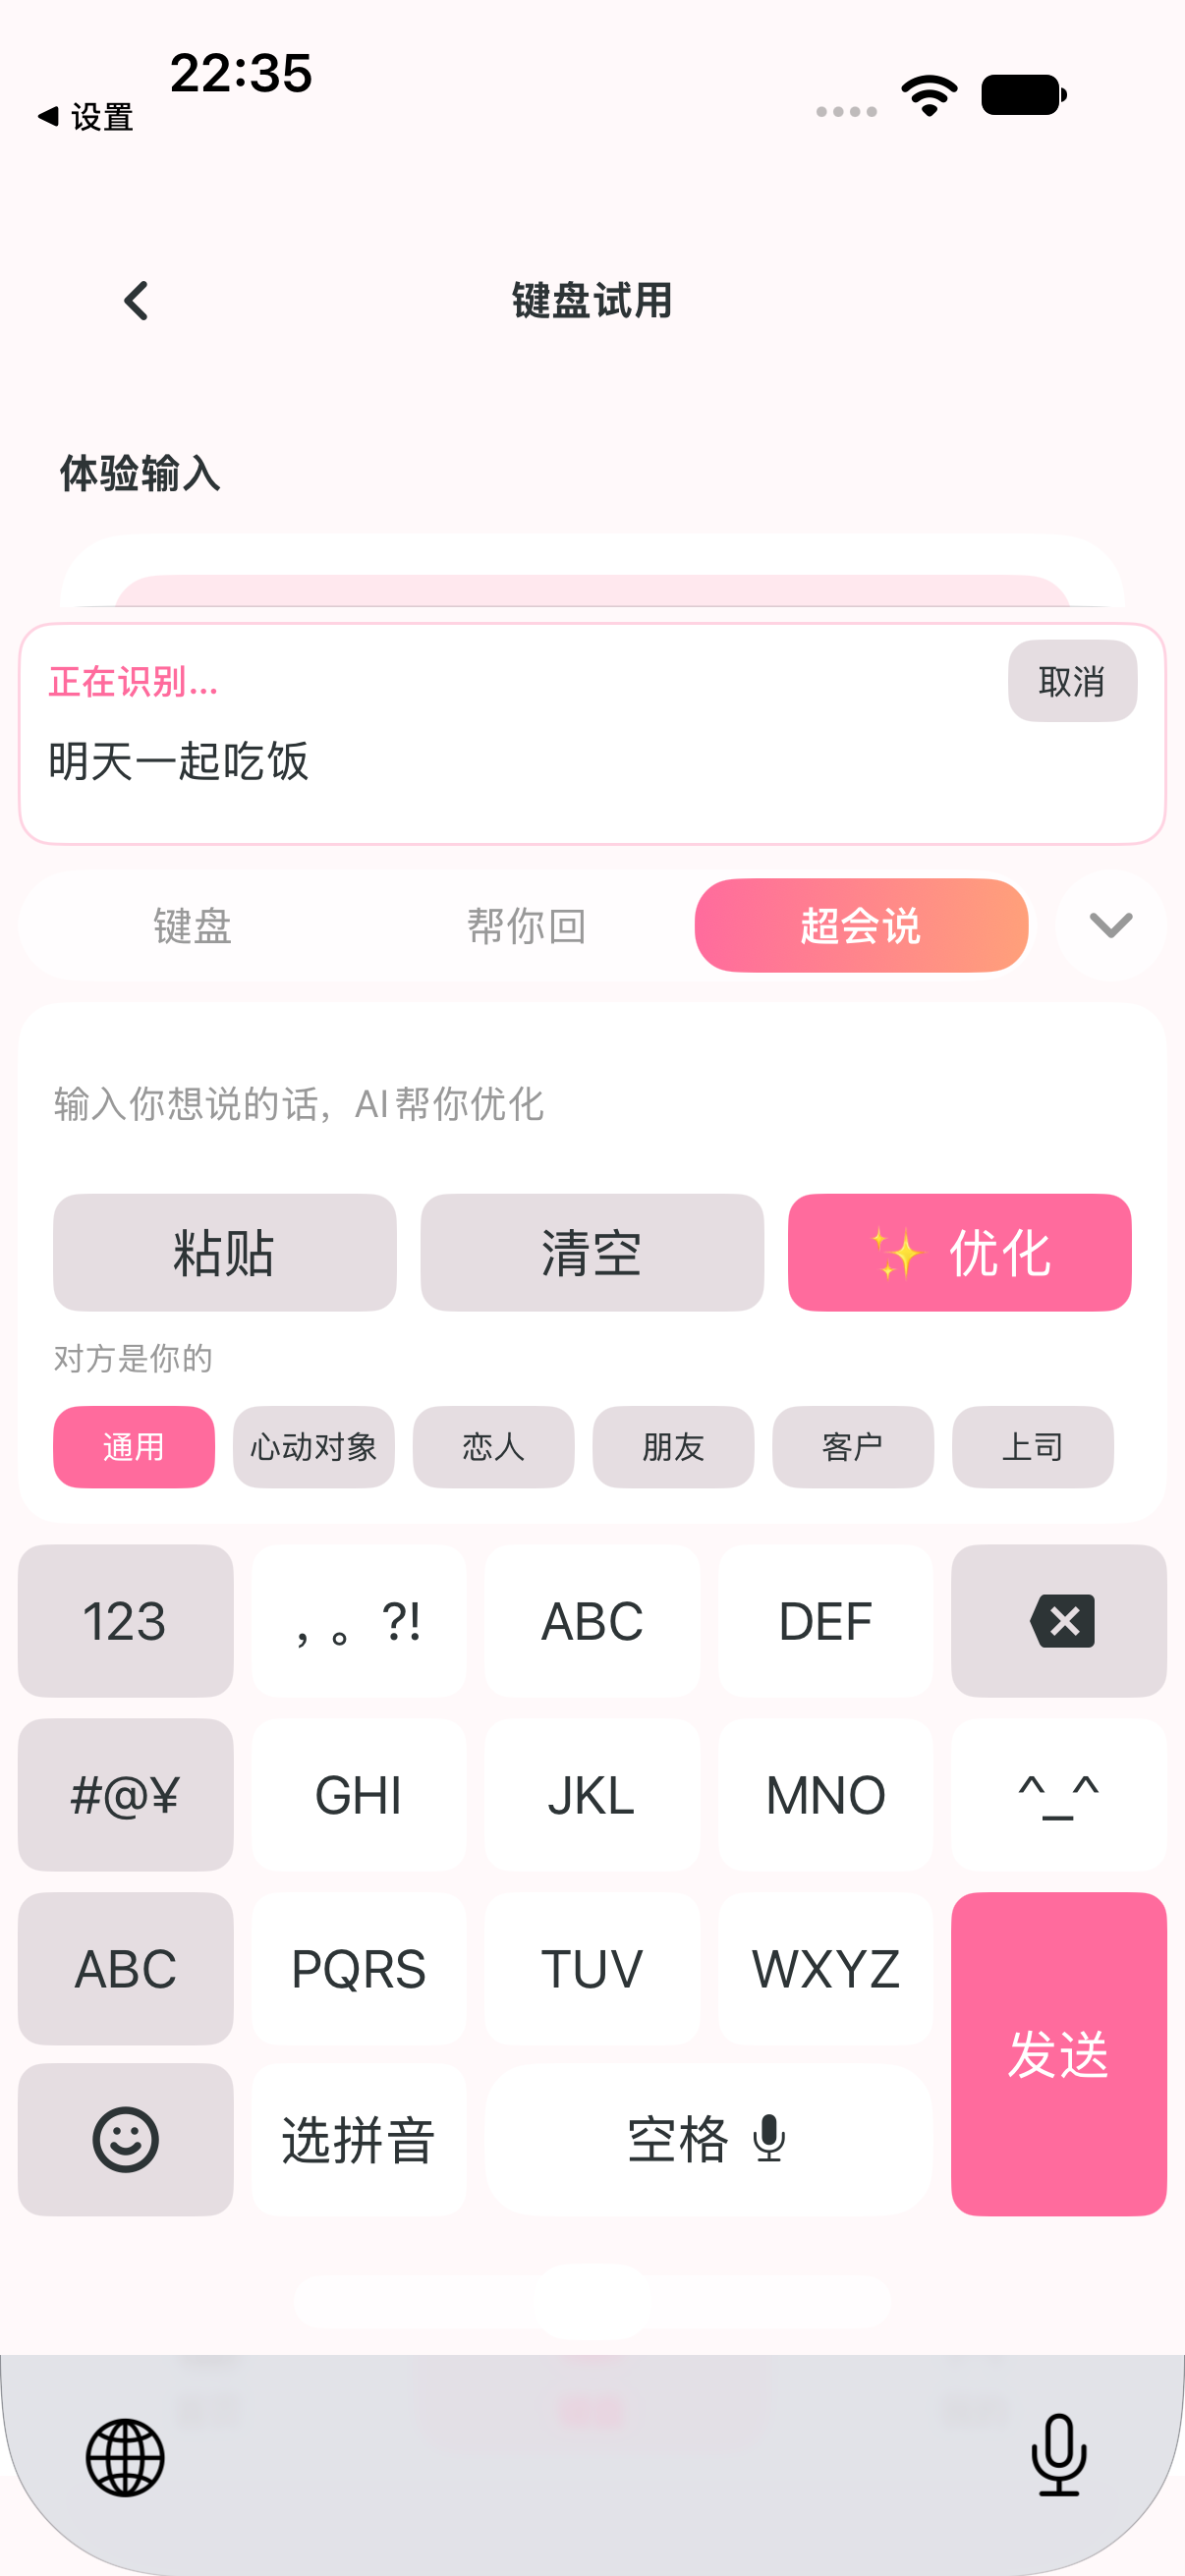 22:35
设置
键盘试用
体验输入
正在识别...
取消
明天一起吃饭
键盘 帮你回 超会说
输入你想说的话，AI 帮你优化
粘贴 清空 ✨ 优化
对方是你的
通用 心动对象 恋人 朋友 客户 上司
123 ，。?! ABC DEF
#@¥ GHI JKL MNO ^_^
ABC PQRS TUV WXYZ
发送
选拼音 空格